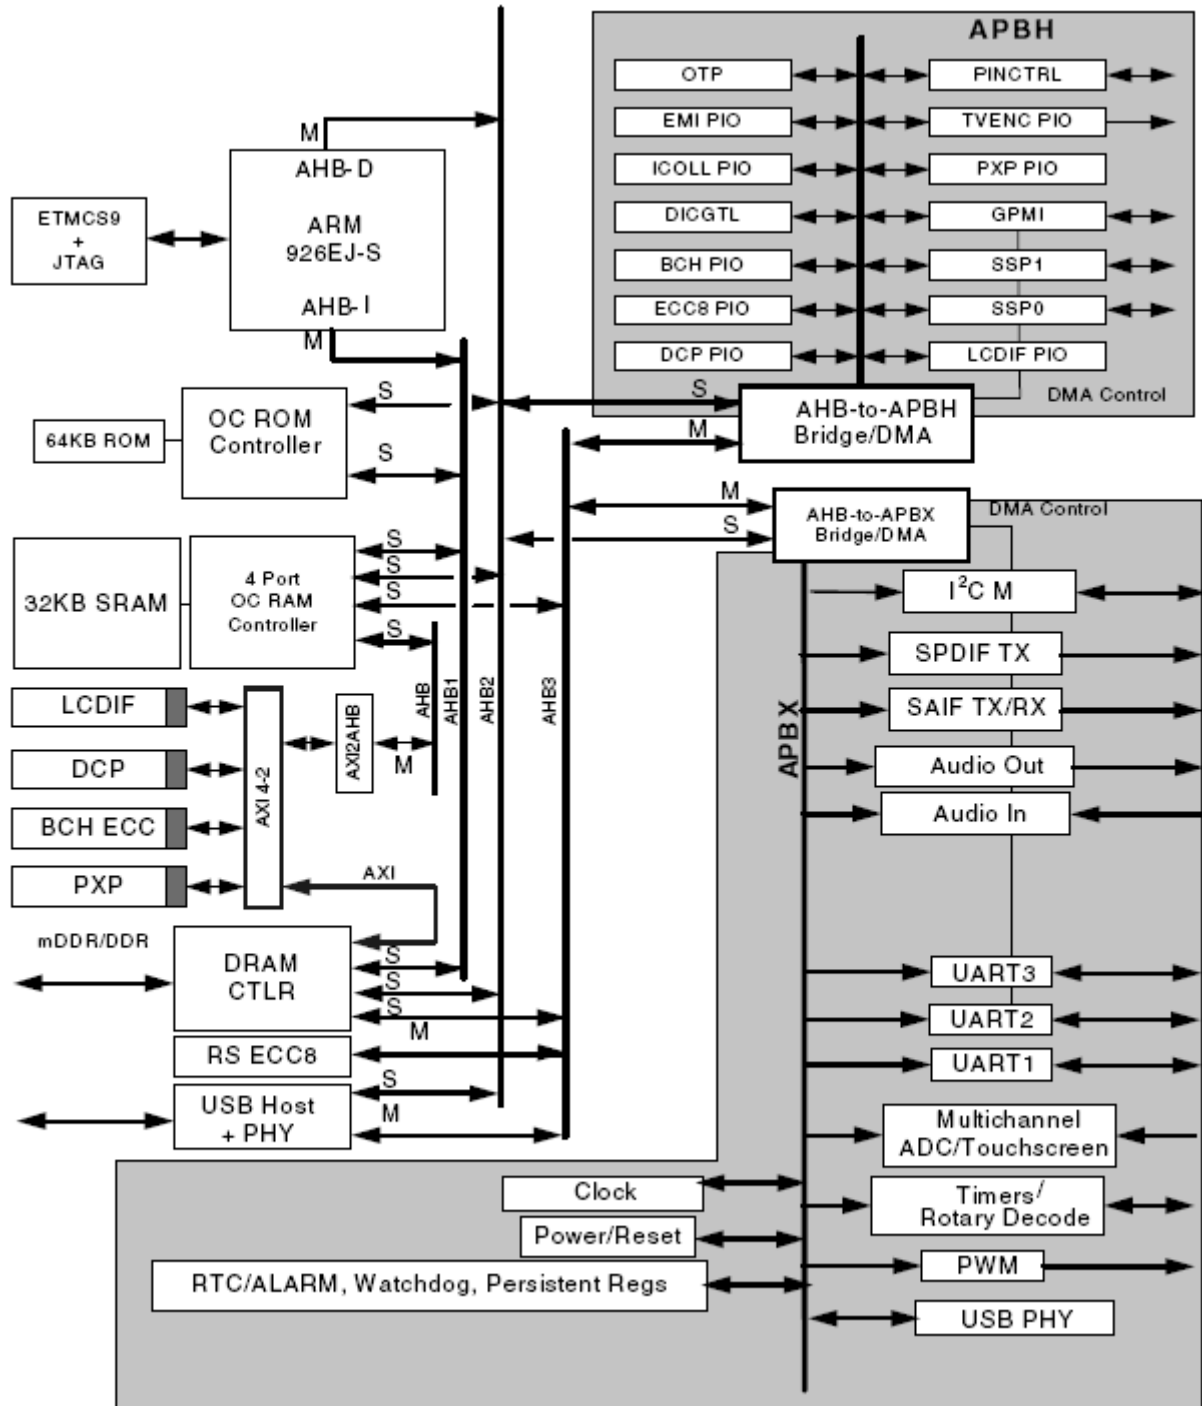 APBH
OTP
PINCTRL
EMI PIO
TVENC PIO
ICOLL PIO
PXP PIO
DICGTL
GPMI
BCH PIO
SSP1
ECC8 PIO
SSP0
DCP PIO
LCDIF PIO
DMA Control
S
AHB-to-APBH
Bridge/DMA
M
M
AHB-D
ARM
926EJ-S
AHB-I
M
ETMCS9
+
JTAG
OC ROM
Controller
64KB ROM
S
S
32KB SRAM
4 Port
OC RAM
Controller
S
S
S
S
AHB
AHB1
AHB2
AHB3
LCDIF
DCP
BCH ECC
PXP
AXI 4-2
AXI2AHB
M
AXI
mDDR/DDR
DRAM
CTLR
S
S
S
M
RS ECC8
USB Host
+ PHY
S
M
M
S
AHB-to-APBX
Bridge/DMA
DMA Control
APBX
I²C M
SPDIF TX
SAIF TX/RX
Audio Out
Audio In
UART3
UART2
UART1
Multichannel
ADC/Touchscreen
Timers/
Rotary Decode
PWM
USB PHY
Clock
Power/Reset
RTC/ALARM, Watchdog, Persistent Regs